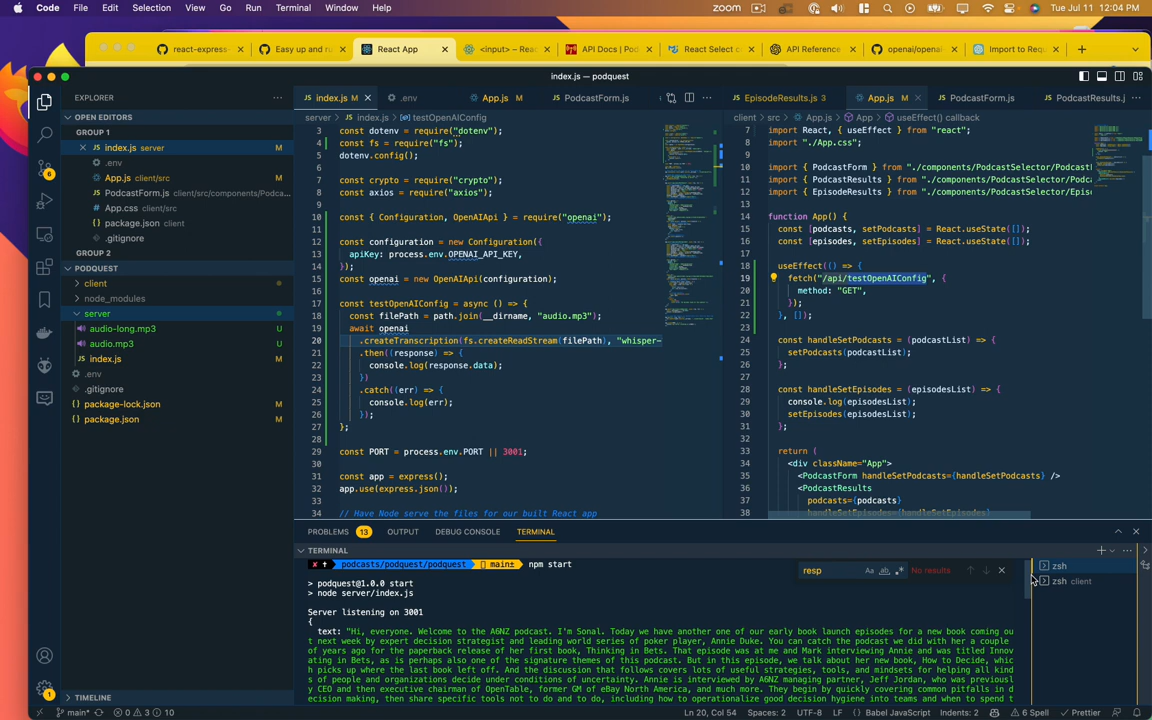 Code File Edit Selection View Go Run Terminal Window Help zoom Tue Jul 11 12:04 PM
react-express- Easy up and ru React App <input> – Rea API Docs | Pod React Select c API Reference openai/openai- Import to Requ
index.js — podquest
EXPLORER
index.js M .env App.js M PodcastForm.js
EpisodeResults.js 3 App.js M PodcastForm.js PodcastResults.j
OPEN EDITORS
GROUP 1
index.js server M
.env
App.js client/src M
PodcastForm.js client/src/components/Podca...
App.css client/src
package.json client
.gitignore
GROUP 2
PODQUEST
client
node_modules
server
audio-long.mp3 U
audio.mp3 U
index.js M
.env
.gitignore
package-lock.json M
package.json M
TIMELINE
server > index.js > testOpenAIConfig
3 const dotenv = require("dotenv");
4 const fs = require("fs");
5 dotenv.config();
6
7 const crypto = require("crypto");
8 const axios = require("axios");
9
10 const { Configuration, OpenAIApi } = require("openai");
11
12 const configuration = new Configuration({
13 apiKey: process.env.OPENAI_API_KEY,
14 });
15 const openai = new OpenAIApi(configuration);
16
17 const testOpenAIConfig = async () => {
18 const filePath = path.join(__dirname, "audio.mp3");
19 await openai
20 .createTranscription(fs.createReadStream(filePath), "whisper-
21 .then((response) => {
22 console.log(response.data);
23 })
24 .catch((err) => {
25 console.log(err);
26 });
27 };
28
29 const PORT = process.env.PORT || 3001;
30
31 const app = express();
32 app.use(express.json());
33
34 // Have Node serve the files for our built React app
client > src > App.js > App > useEffect() callback
7 import React, { useEffect } from "react";
8 import "./App.css";
9
10 import { PodcastForm } from "./components/PodcastSelector/Podcast
11 import { PodcastResults } from "./components/PodcastSelector/Podc
12 import { EpisodeResults } from "./components/PodcastSelector/Epis
13
14 function App() {
15 const [podcasts, setPodcasts] = React.useState([]);
16 const [episodes, setEpisodes] = React.useState([]);
17
18 useEffect(() => {
19 fetch("/api/testOpenAIConfig", {
20 method: "GET",
21 });
22 }, []);
23
24 const handleSetPodcasts = (podcastList) => {
25 setPodcasts(podcastList);
26 };
27
28 const handleSetEpisodes = (episodesList) => {
29 console.log(episodesList);
30 setEpisodes(episodesList);
31 };
32
33 return (
34 <div className="App">
35 <PodcastForm handleSetPodcasts={handleSetPodcasts} />
36 <PodcastResults
37 podcasts={podcasts}
38 handleSetEpisodes={handleSetEpisodes}
PROBLEMS 13 OUTPUT DEBUG CONSOLE TERMINAL
TERMINAL
podcasts/podquest/podquest main± npm start
resp Aa ab No results
zsh
zsh client
> podquest@1.0.0 start
> node server/index.js
Server listening on 3001
{
text: "Hi, everyone. Welcome to the A6NZ podcast. I'm Sonal. Today we have another one of our early book launch episodes for a new book coming ou
t next week by expert decision strategist and leading world series of poker player, Annie Duke. You can catch the podcast we did with her a couple
of years ago for the paperback release of her first book, Thinking in Bets. That episode was at me and Mark interviewing Annie and was titled Innov
ating in Bets, as is perhaps also one of the signature themes of this podcast. But in this episode, we talk about her new book, How to Decide, whic
h picks up where the last book left off. And the discussion that follows covers lots of useful strategies, tools, and mindsets for helping all kind
s of people and organizations decide under conditions of uncertainty. Annie is interviewed by A6NZ managing partner, Jeff Jordan, who was previousl
y CEO and then executive chairman of OpenTable, former GM of eBay North America, and much more. They begin by quickly covering common pitfalls in d
ecision making, then share specific tools to not do and to do, including how to operationalize good decision hygiene into teams and when to spend t
main* 0 3 10 Ln 20, Col 54 Spaces: 2 UTF-8 LF Babel JavaScript Indents: 2 6 Spell Prettier